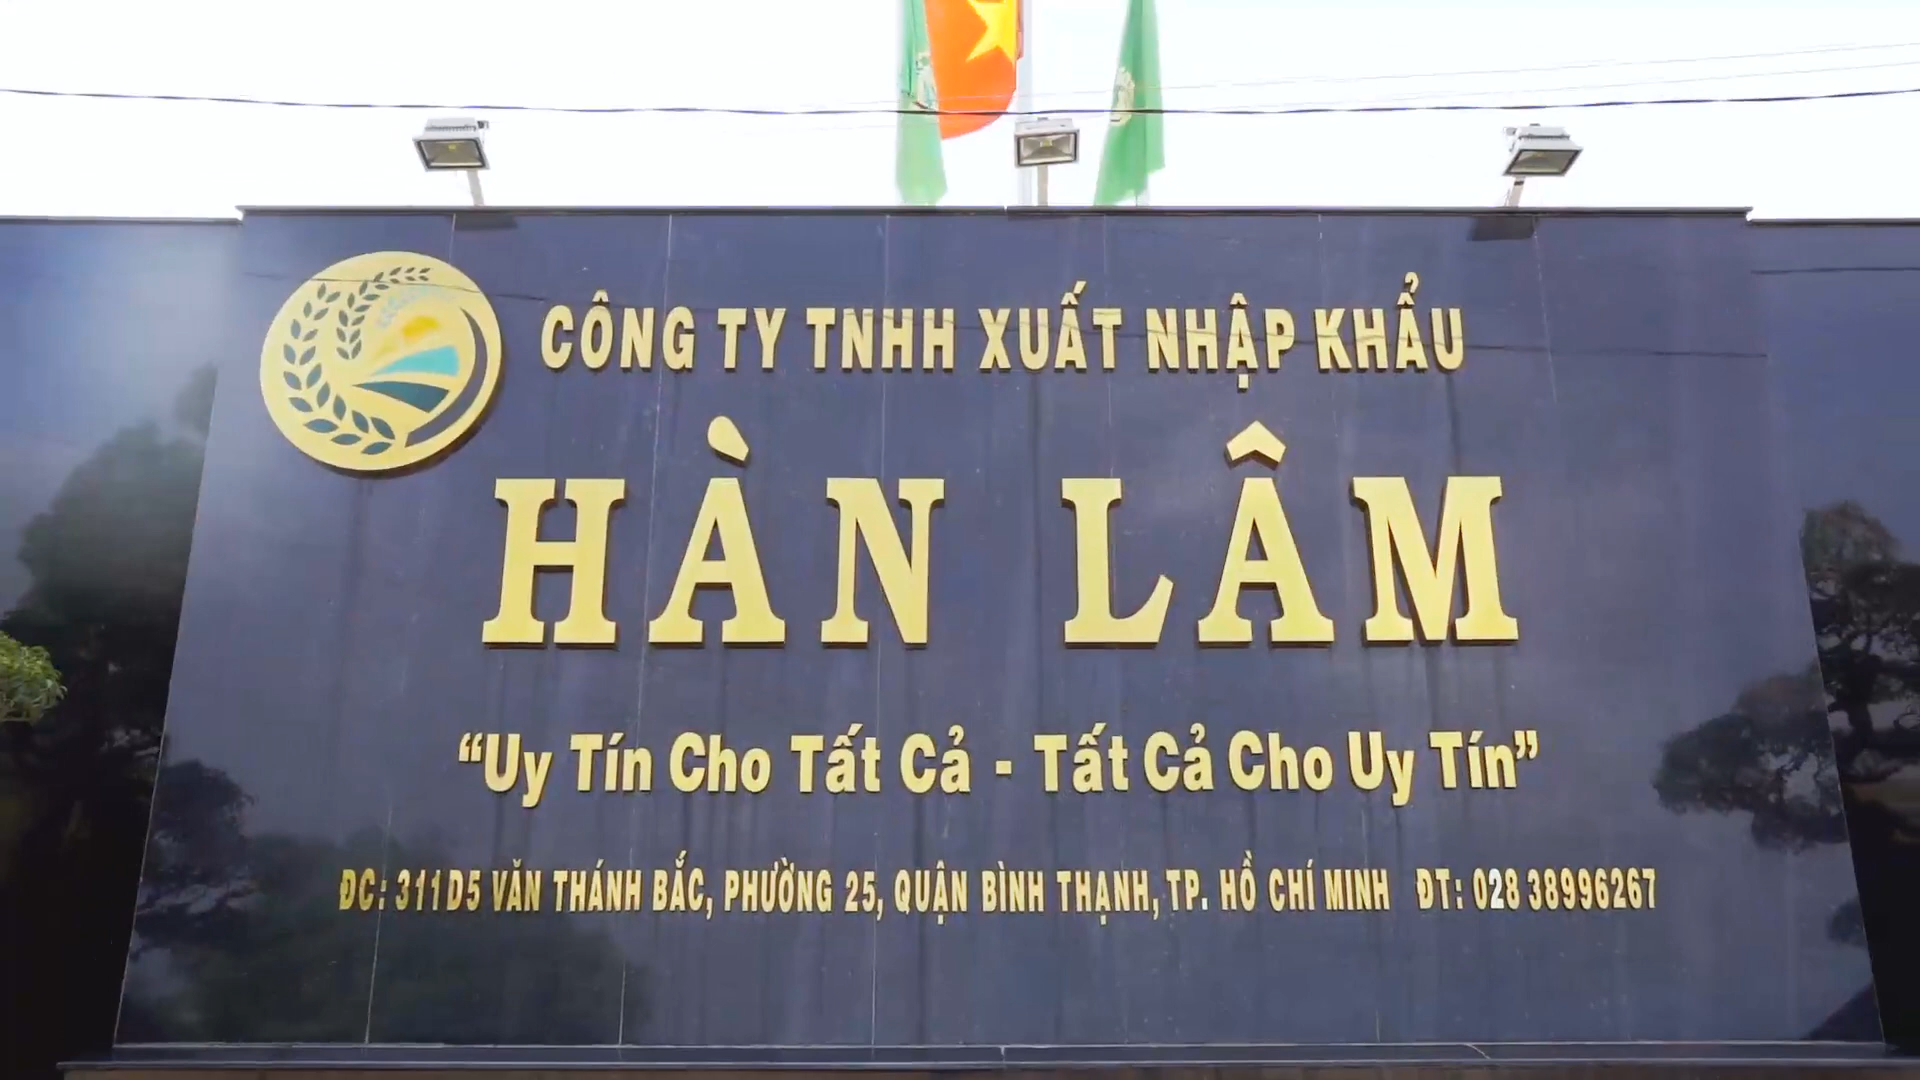 CÔNG TY TNHH XUẤT NHẬP KHẨU
HÀN LÂM
“Uy Tín Cho Tất Cả - Tất Cả Cho Uy Tín”
ĐC: 311D5 VĂN THÁNH BẮC, PHƯỜNG 25, QUẬN BÌNH THẠNH, TP. HỒ CHÍ MINH ĐT: 028 38996267